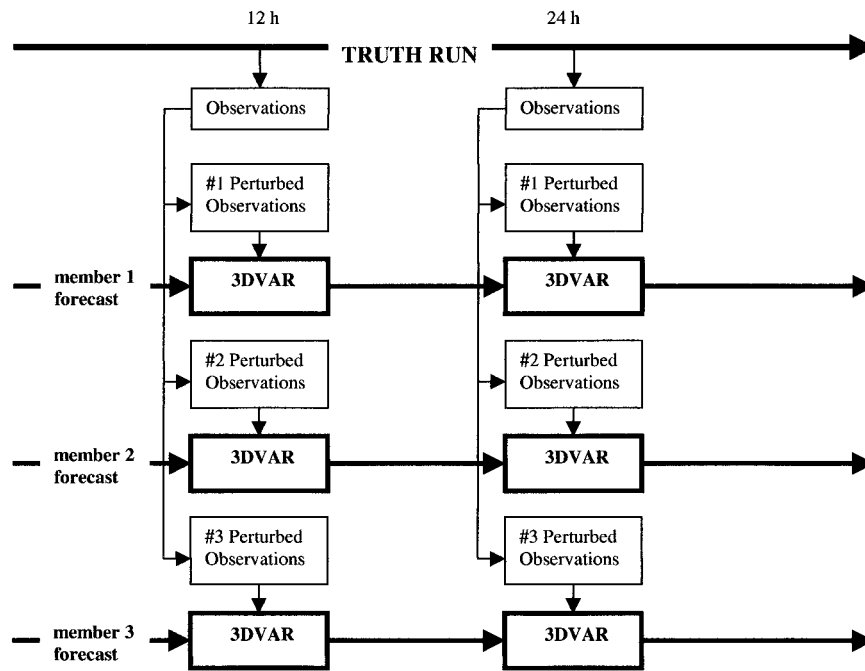 12 h
24 h
TRUTH RUN
Observations
Observations
#1 Perturbed
Observations
#1 Perturbed
Observations
member 1
forecast
3DVAR
3DVAR
#2 Perturbed
Observations
#2 Perturbed
Observations
member 2
forecast
3DVAR
3DVAR
#3 Perturbed
Observations
#3 Perturbed
Observations
member 3
forecast
3DVAR
3DVAR